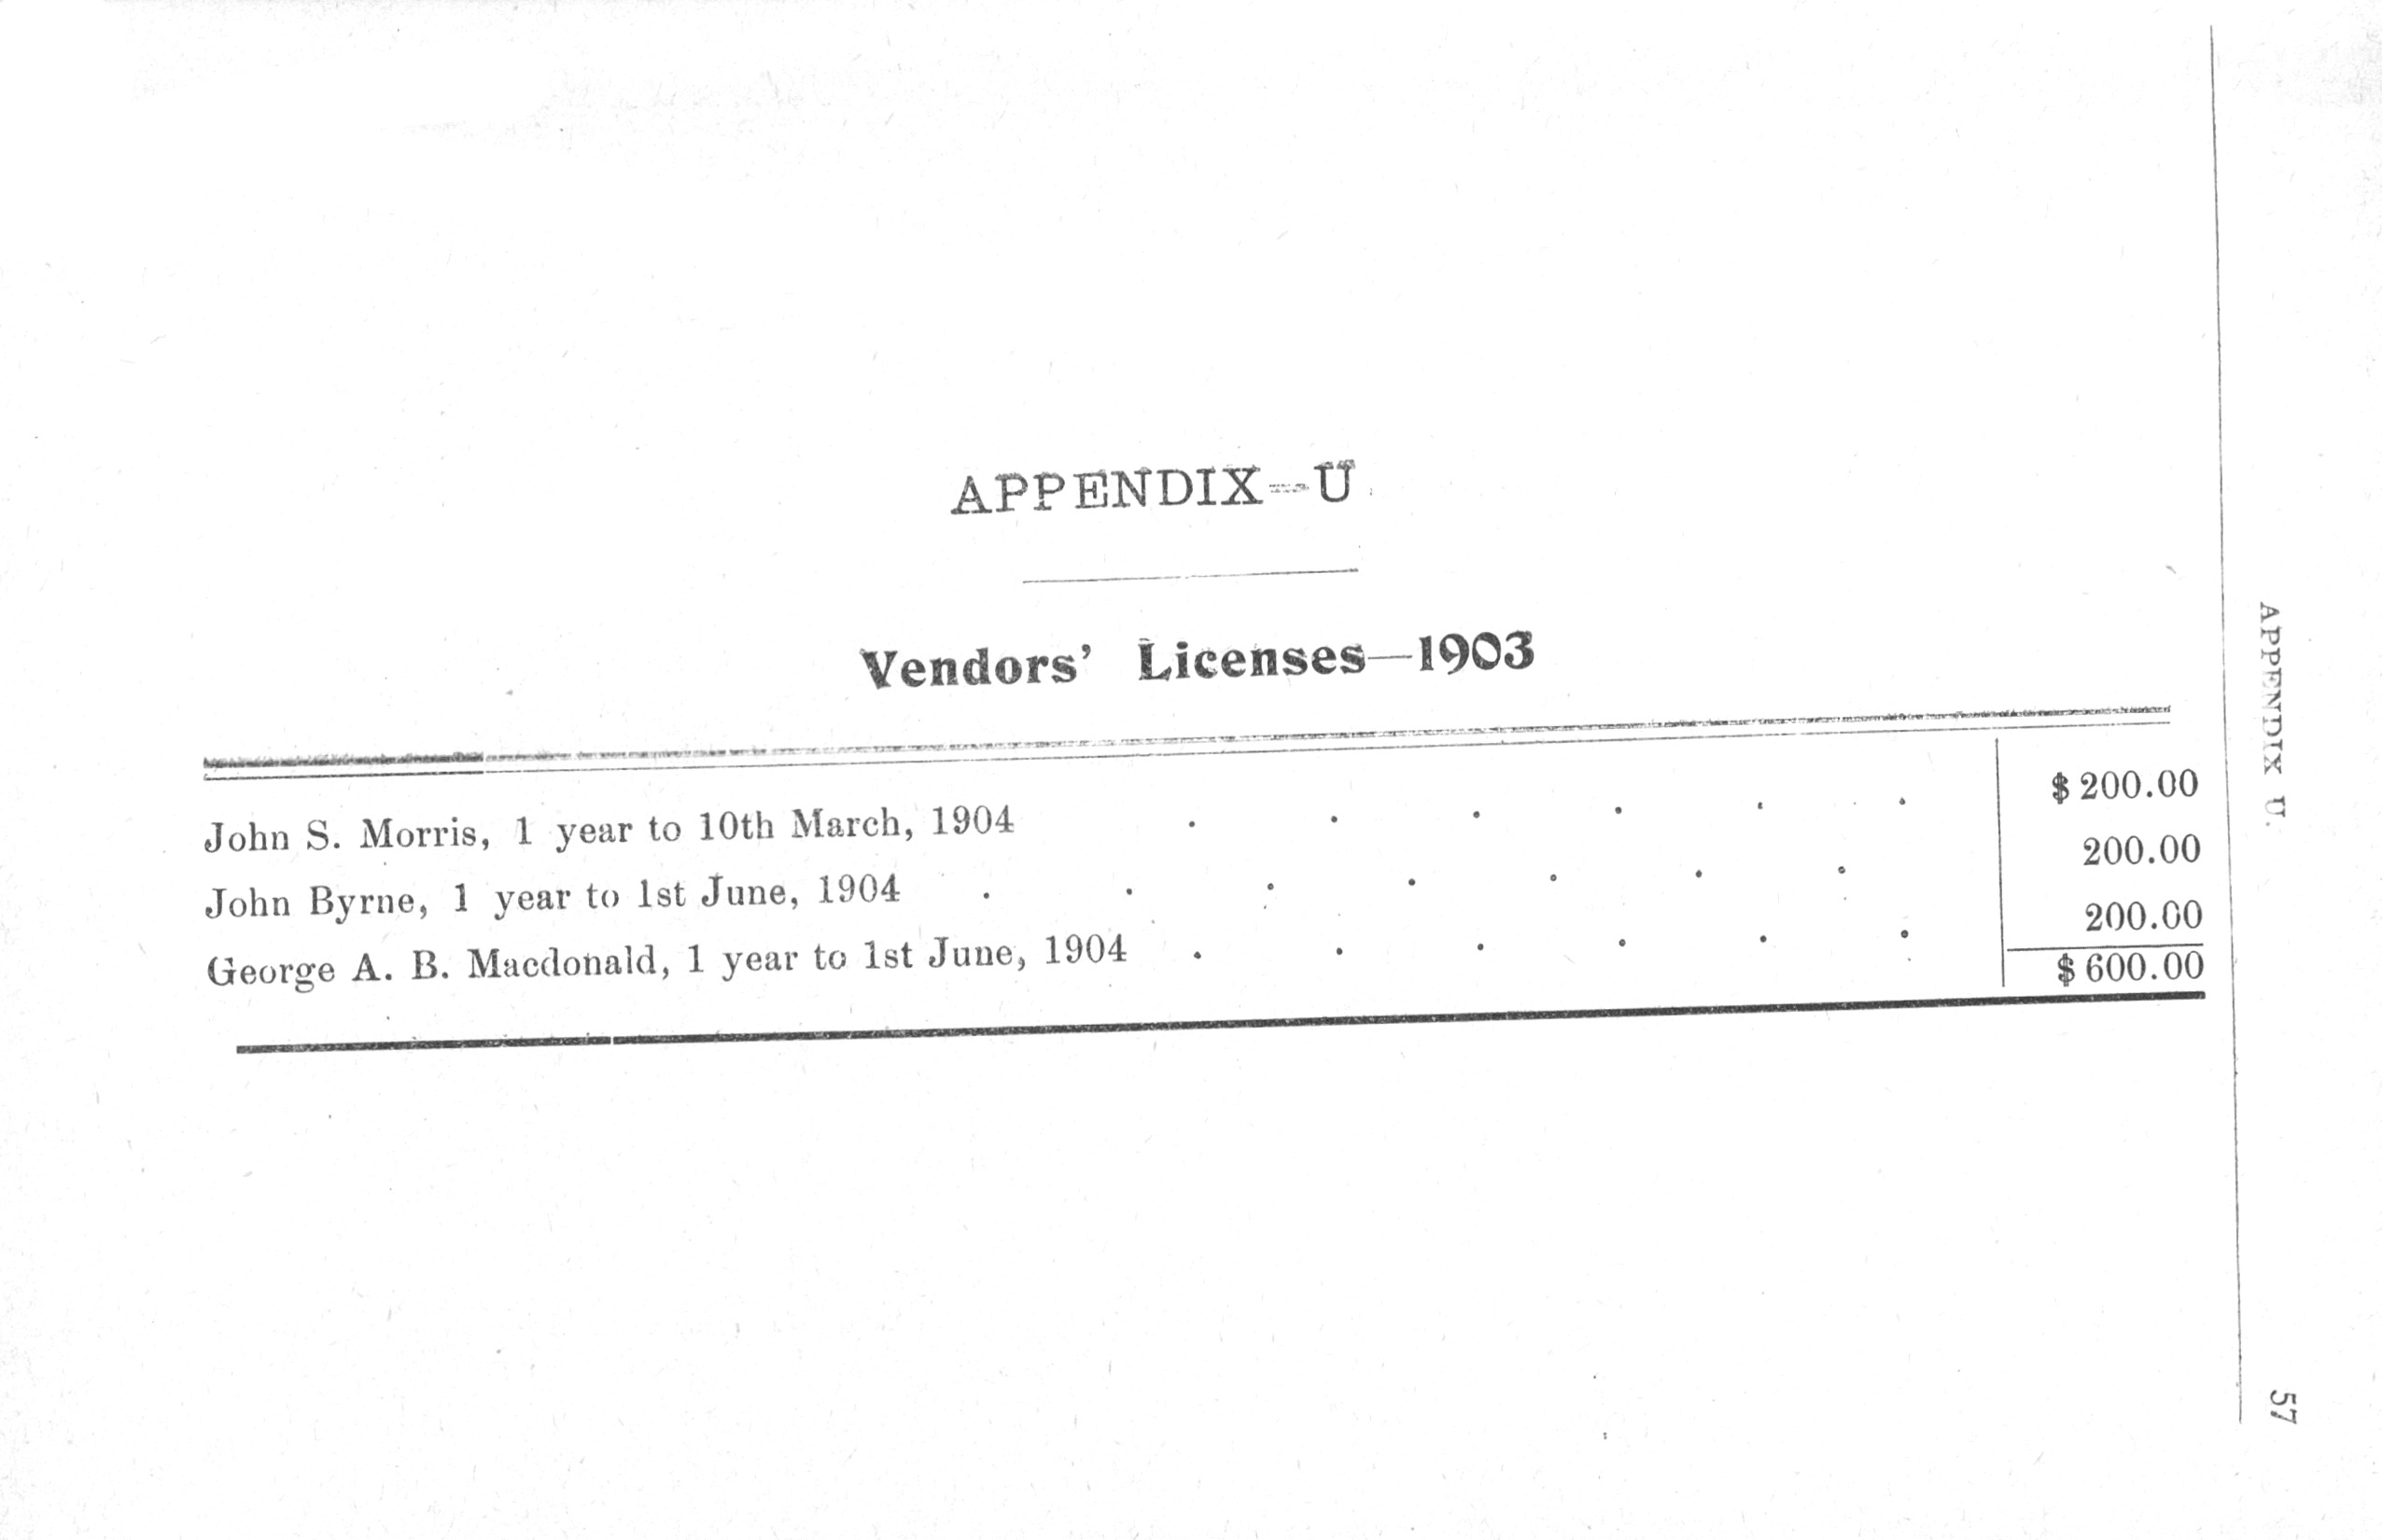 APPENDIX—U
Vendors' Licenses—1903
John S. Morris, 1 year to 10th March, 1904 . . . . . . $ 200.00
John Byrne, 1 year to 1st June, 1904 . . . . . . . 200.00
George A. B. Macdonald, 1 year to 1st June, 1904 . . . . . . 200.00
$ 600.00
APPENDIX U.
57